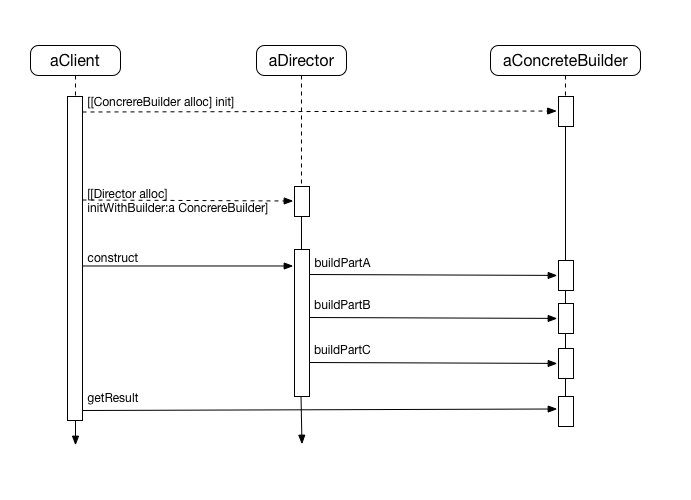 aClient
aDirector
aConcreteBuilder
[[ConcrereBuilder alloc] init]
[[Director alloc]
initWithBuilder:a ConcrereBuilder]
construct
buildPartA
buildPartB
buildPartC
getResult